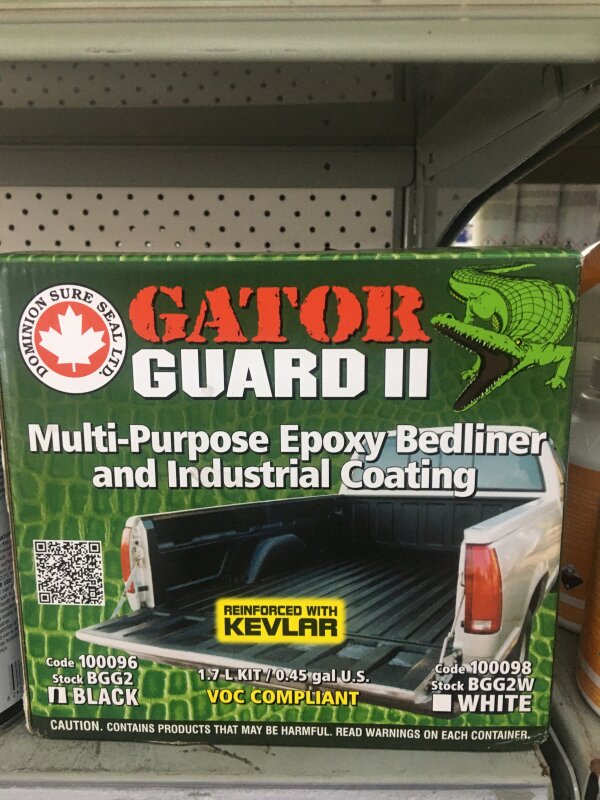 DOMINION SURE SEAL LTD.
GATOR
GUARD II
Multi-Purpose Epoxy Bedliner
and Industrial Coating
REINFORCED WITH
KEVLAR
Code 100096
Stock BGG2
BLACK
1.7 L KIT / 0.45 gal U.S.
VOC COMPLIANT
Code 100098
Stock BGG2W
WHITE
CAUTION. CONTAINS PRODUCTS THAT MAY BE HARMFUL. READ WARNINGS ON EACH CONTAINER.